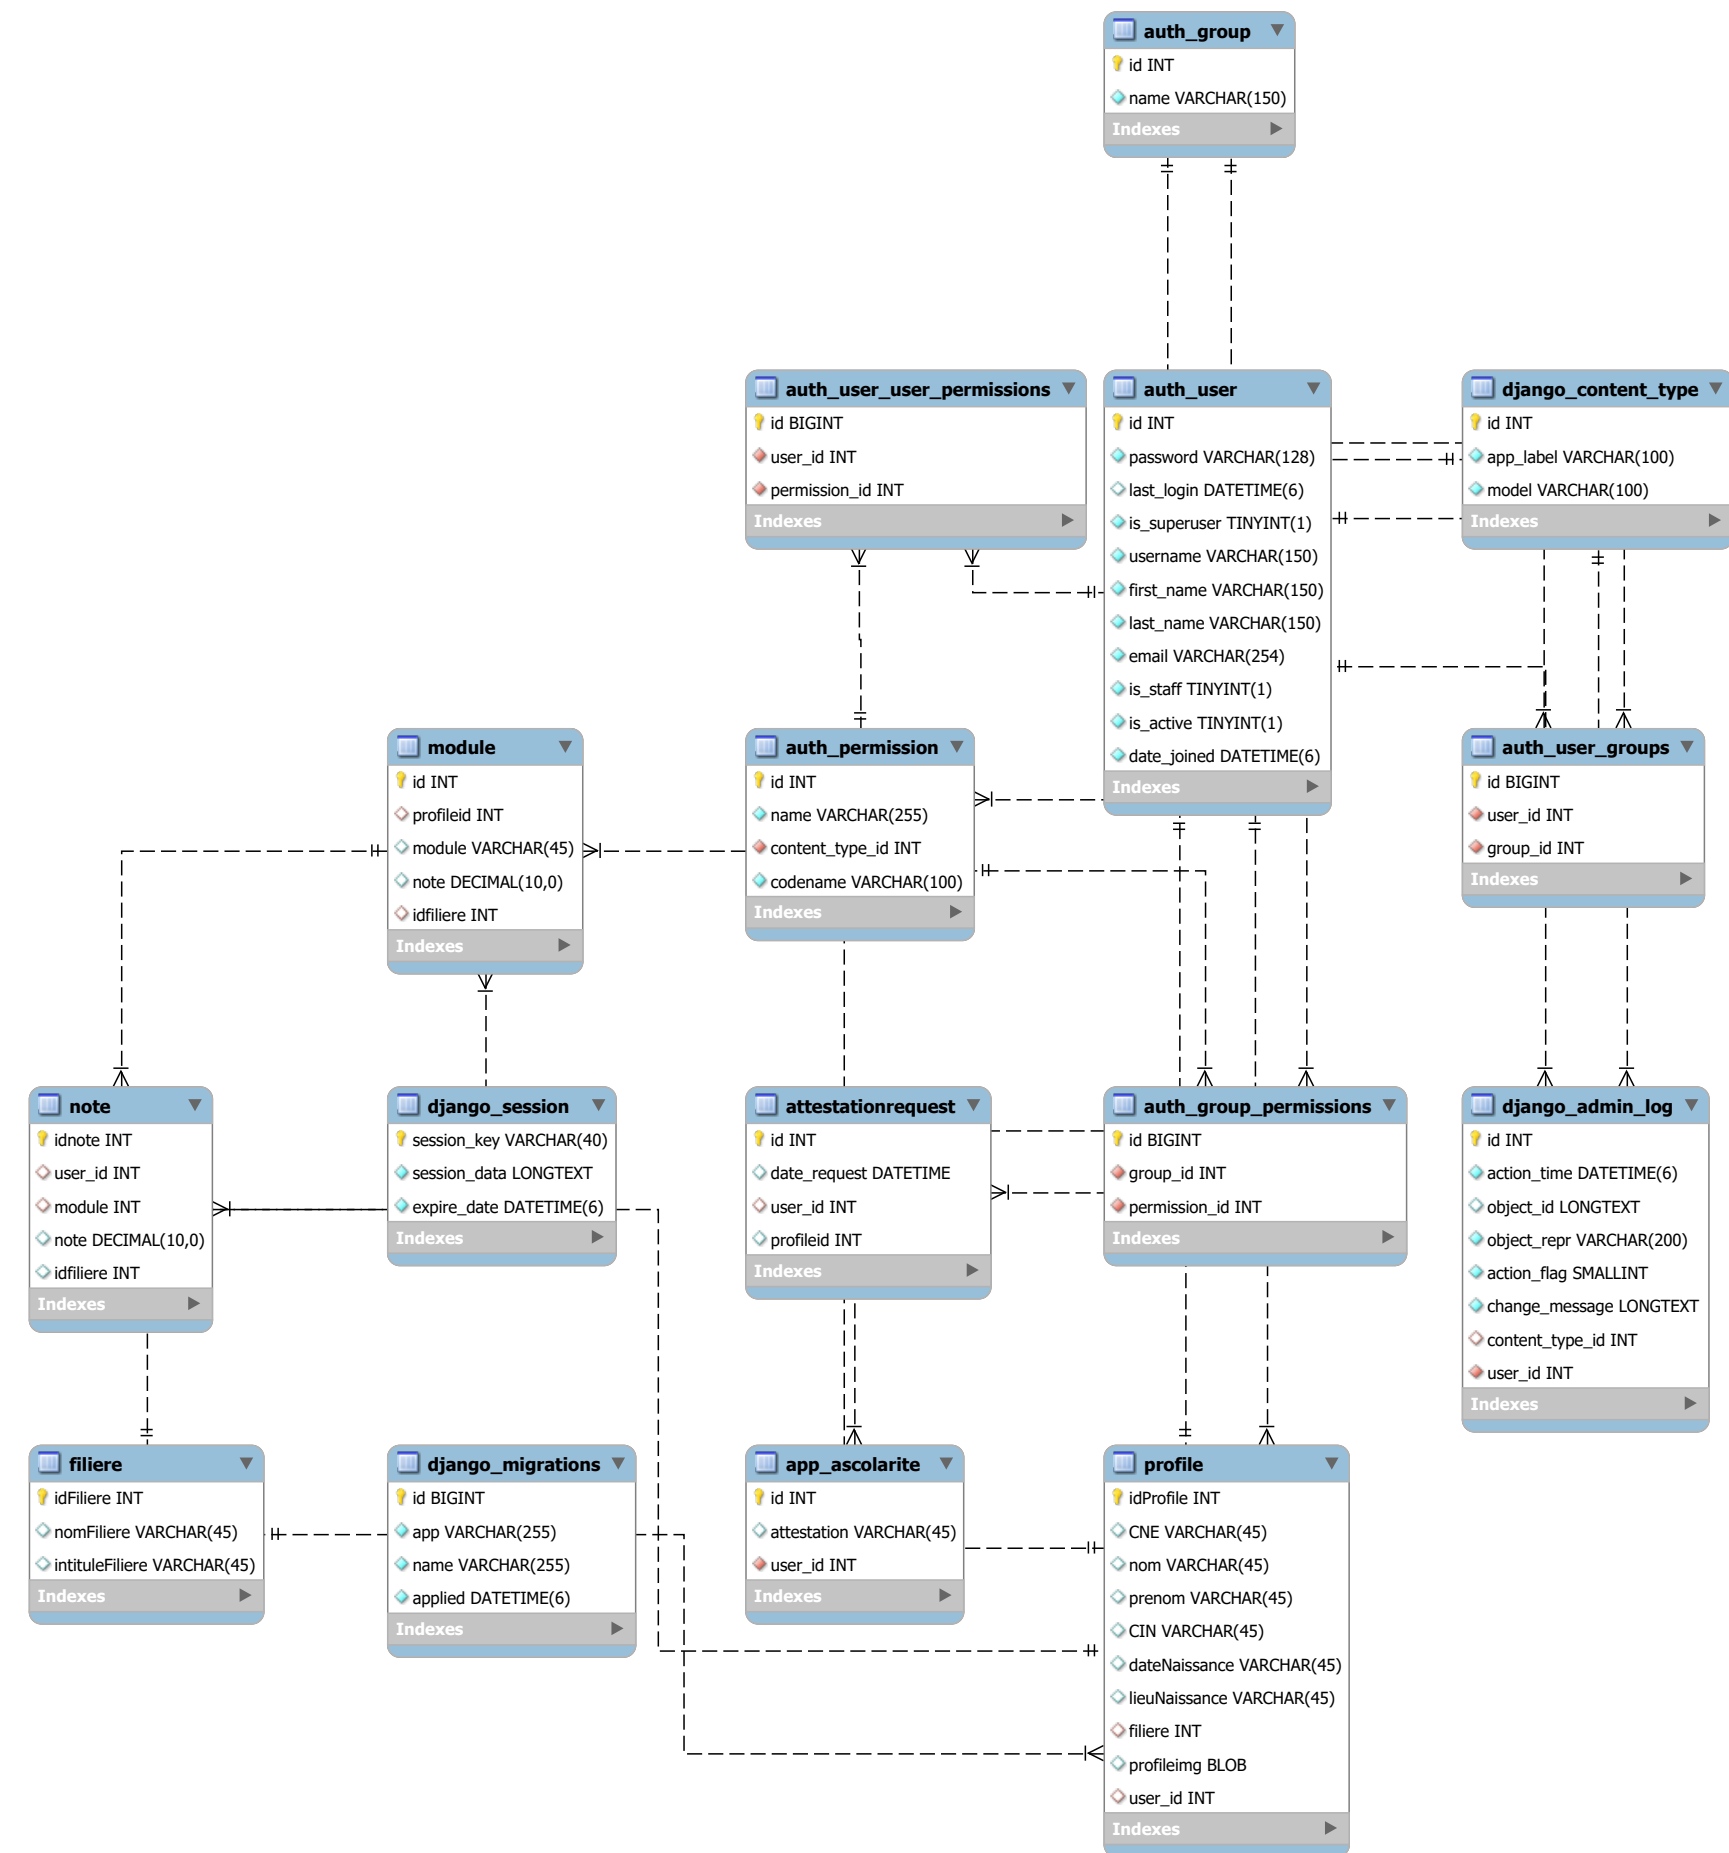 auth_group
id INT
name VARCHAR(150)
Indexes
auth_user_user_permissions
id BIGINT
user_id INT
permission_id INT
Indexes
auth_user
id INT
password VARCHAR(128)
last_login DATETIME(6)
is_superuser TINYINT(1)
username VARCHAR(150)
first_name VARCHAR(150)
last_name VARCHAR(150)
email VARCHAR(254)
is_staff TINYINT(1)
is_active TINYINT(1)
date_joined DATETIME(6)
Indexes
django_content_type
id INT
app_label VARCHAR(100)
model VARCHAR(100)
Indexes
module
id INT
profileid INT
module VARCHAR(45)
note DECIMAL(10,0)
idfiliere INT
Indexes
auth_permission
id INT
name VARCHAR(255)
content_type_id INT
codename VARCHAR(100)
Indexes
auth_user_groups
id BIGINT
user_id INT
group_id INT
Indexes
note
idnote INT
user_id INT
module INT
note DECIMAL(10,0)
idfiliere INT
Indexes
django_session
session_key VARCHAR(40)
session_data LONGTEXT
expire_date DATETIME(6)
Indexes
attestationrequest
id INT
date_request DATETIME
user_id INT
profileid INT
Indexes
auth_group_permissions
id BIGINT
group_id INT
permission_id INT
Indexes
django_admin_log
id INT
action_time DATETIME(6)
object_id LONGTEXT
object_repr VARCHAR(200)
action_flag SMALLINT
change_message LONGTEXT
content_type_id INT
user_id INT
Indexes
filiere
idFiliere INT
nomFiliere VARCHAR(45)
intituleFiliere VARCHAR(45)
Indexes
django_migrations
id BIGINT
app VARCHAR(255)
name VARCHAR(255)
applied DATETIME(6)
Indexes
app_ascolarite
id INT
attestation VARCHAR(45)
user_id INT
Indexes
profile
idProfile INT
CNE VARCHAR(45)
nom VARCHAR(45)
prenom VARCHAR(45)
CIN VARCHAR(45)
dateNaissance VARCHAR(45)
lieuNaissance VARCHAR(45)
filiere INT
profileimg BLOB
user_id INT
Indexes